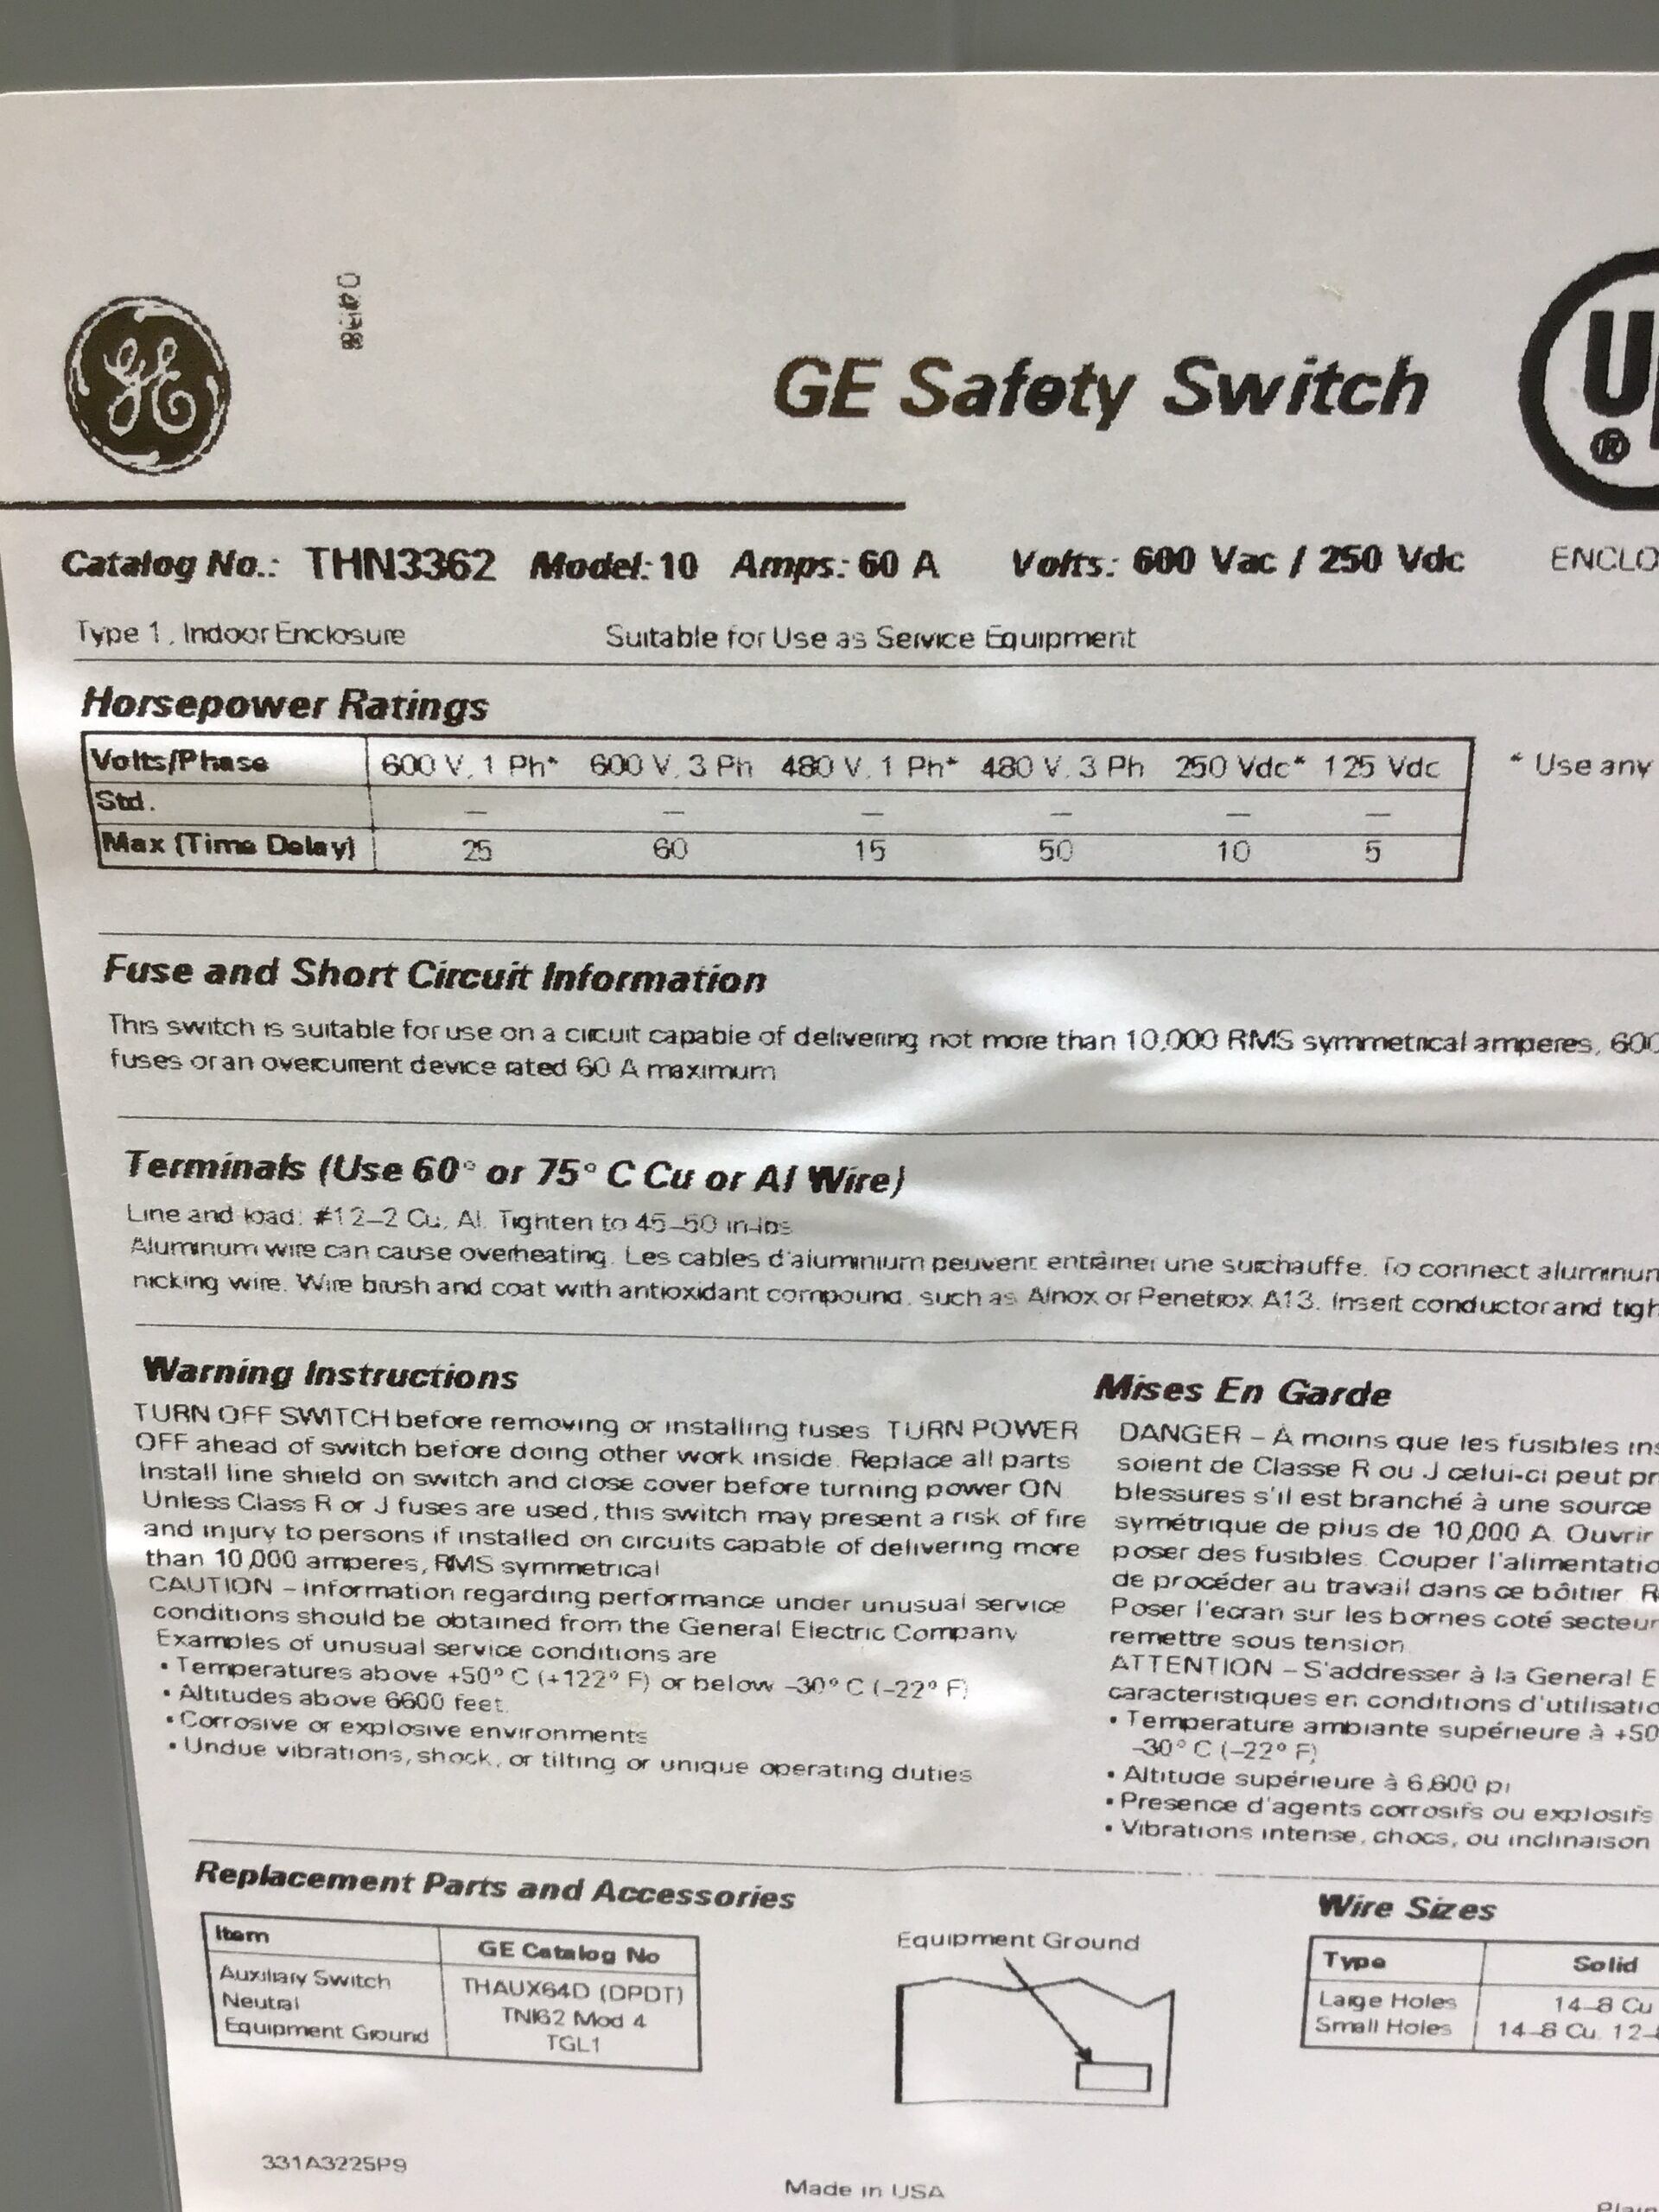 GE
GE Safety Switch
UL
®
Catalog No.: THN3362 Model: 10 Amps: 60 A Volts: 600 Vac / 250 Vdc ENCLO
Type 1, Indoor Enclosure Suitable for Use as Service Equipment
Horsepower Ratings
Volts/Phase 600 V, 1 Ph* 600 V, 3 Ph 480 V, 1 Ph* 480 V, 3 Ph 250 Vdc* 125 Vdc * Use any
Std. — — — — — —
Max (Time Delay) 25 60 15 50 10 5
Fuse and Short Circuit Information
This switch is suitable for use on a circuit capable of delivering not more than 10,000 RMS symmetrical amperes, 600
fuses or an overcurrent device rated 60 A maximum
Terminals (Use 60° or 75° C Cu or Al Wire)
Line and load: #12–2 Cu, Al. Tighten to 45–50 in-lbs
Aluminum wire can cause overheating. Les cables d'aluminium peuvent entrâiner une surchauffe. To connect aluminum
nicking wire. Wire brush and coat with antioxidant compound, such as Alnox or Penetrox A13. Insert conductor and tigh
Warning Instructions
TURN OFF SWITCH before removing or installing fuses TURN POWER
OFF ahead of switch before doing other work inside. Replace all parts
Install line shield on switch and close cover before turning power ON
Unless Class R or J fuses are used, this switch may present a risk of fire
and injury to persons if installed on circuits capable of delivering more
than 10,000 amperes, RMS symmetrical
CAUTION – information regarding performance under unusual service
conditions should be obtained from the General Electric Company
Examples of unusual service conditions are
• Temperatures above +50° C (+122° F) or below –30° C (–22° F)
• Altitudes above 6600 feet.
• Corrosive or explosive environments
• Undue vibrations, shock, or tilting or unique operating duties
Mises En Garde
DANGER – À moins que les fusibles ins
soient de Classe R ou J celui-ci peut pr
blessures s'il est branché à une source
symétrique de plus de 10,000 A. Ouvrir
poser des fusibles. Couper l'alimentatio
de procéder au travail dans ce bôitier R
Poser l'ecran sur les bornes coté secteur
remettre sous tension
ATTENTION – S'addresser à la General E
caracteristiques en conditions d'utilisatio
• Temperature ambiante supérieure à +50
–30° C (–22° F)
• Altitude supérieure à 6,600 pi
• Presence d'agents corrosifs ou explosifs
• Vibrations intense, chocs, ou inclinaison
Replacement Parts and Accessories
Item GE Catalog No
Auxiliary Switch THAUX64D (DPDT)
Neutral TNI62 Mod 4
Equipment Ground TGL1
Equipment Ground
Wire Sizes
Type Solid
Large Holes 14–8 Cu
Small Holes 14–8 Cu, 12–
331A3225P9
Made in USA